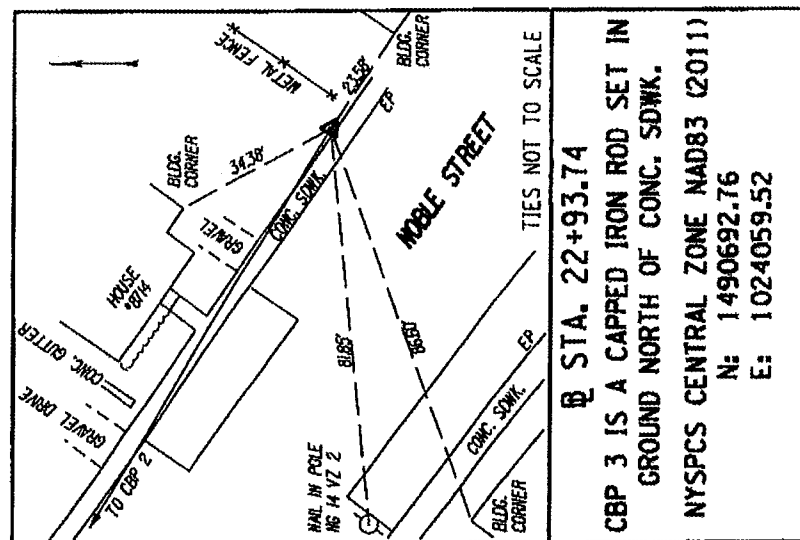 METAL FENCE
23.58'
BLDG.
CORNER
EP
BLDG.
CORNER
34.38'
CONC. SDWK.
GRAVEL
HOUSE
#8714
CONC. GUTTER
GRAVEL DRIVE
TO CBP 2
NOBLE STREET
81.85'
86.60'
NAIL IN POLE
NG 14 VZ 2
EP
CONC. SDWK.
BLDG.
CORNER
TIES NOT TO SCALE
STA. 22+93.74
CBP 3 IS A CAPPED IRON ROD SET IN
GROUND NORTH OF CONC. SDWK.
NYSPCS CENTRAL ZONE NAD83 (2011)
N: 1490692.76
E: 1024059.52